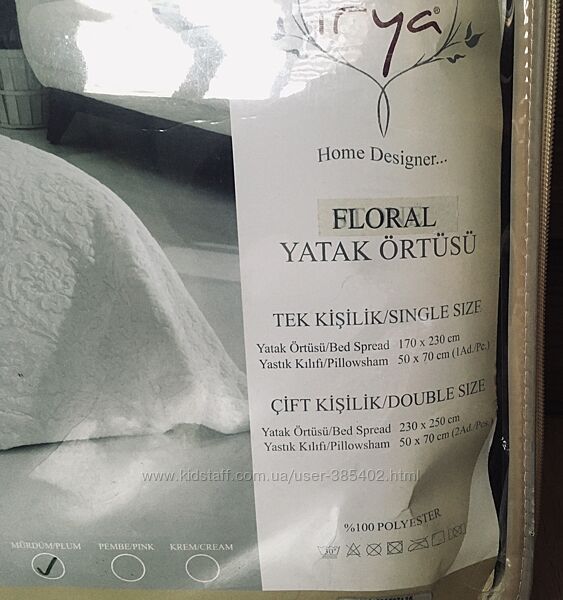 irya®
Home Designer...
FLORAL
YATAK ÖRTÜSÜ
TEK KİŞİLİK/SINGLE SIZE
Yatak Örtüsü/Bed Spread 170 x 230 cm
Yastık Kılıfı/Pillowsham 50 x 70 cm (1Ad./Pc.)
ÇİFT KİŞİLİK/DOUBLE SIZE
Yatak Örtüsü/Bed Spread 230 x 250 cm
Yastık Kılıfı/Pillowsham 50 x 70 cm (2Ad./Pcs.)
www.kidstaff.com.ua/user-385402.html
%100 POLYESTER
30°
MÜRDÜM/PLUM PEMBE/PINK KREM/CREAM